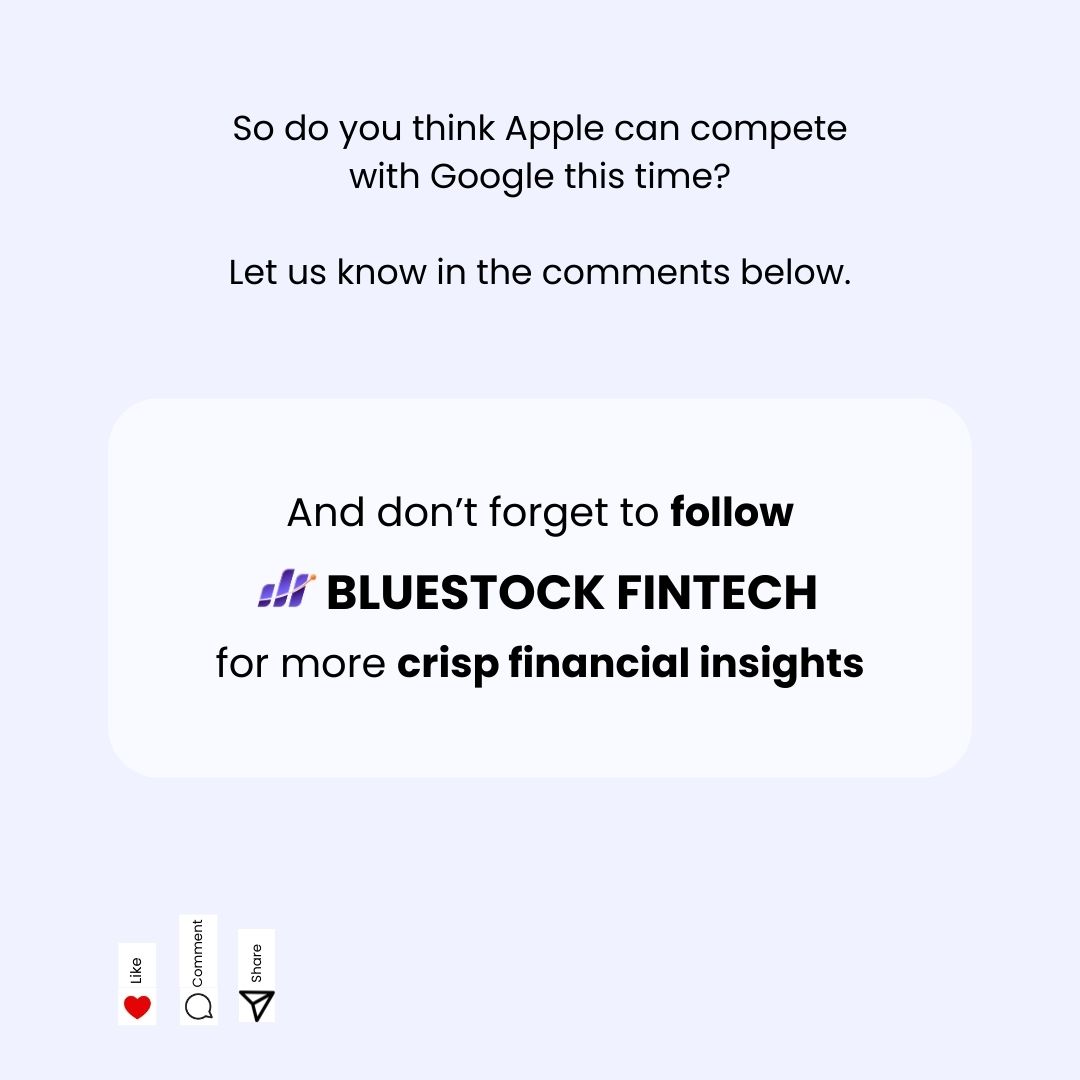 So do you think Apple can compete
with Google this time?
Let us know in the comments below.
And don’t forget to follow
BLUESTOCK FINTECH
for more crisp financial insights
Like
Comment
Share